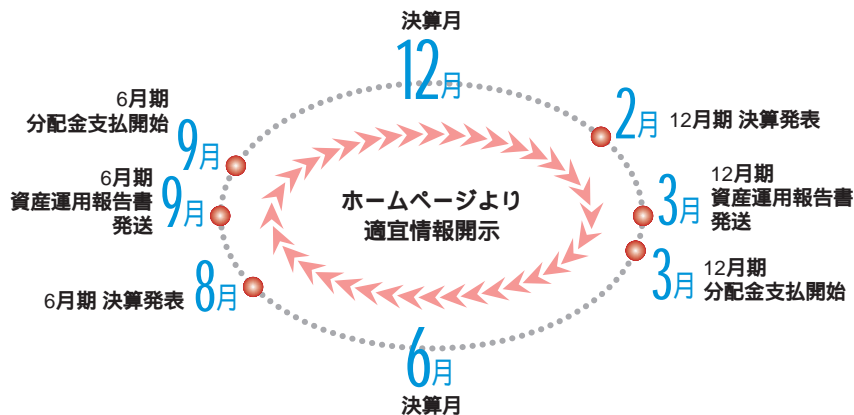 決算月
12月
2月 12月期 決算発表
3月 12月期
資産運用報告書
発送
3月 12月期
分配金支払開始
6月
決算月
6月期 決算発表 8月
6月期
資産運用報告書
発送
9月
6月期
分配金支払開始
9月
ホームページより
適宜情報開示